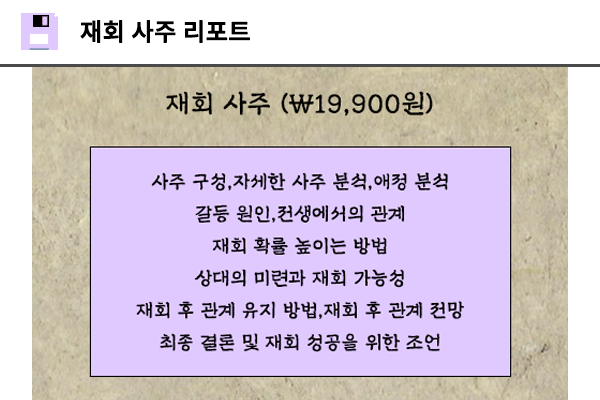 재회 사주 리포트
재회 사주 (₩19,900원)
사주 구성,자세한 사주 분석,애정 분석
갈등 원인,전생에서의 관계
재회 확률 높이는 방법
상대의 미련과 재회 가능성
재회 후 관계 유지 방법,재회 후 관계 전망
최종 결론 및 재회 성공을 위한 조언